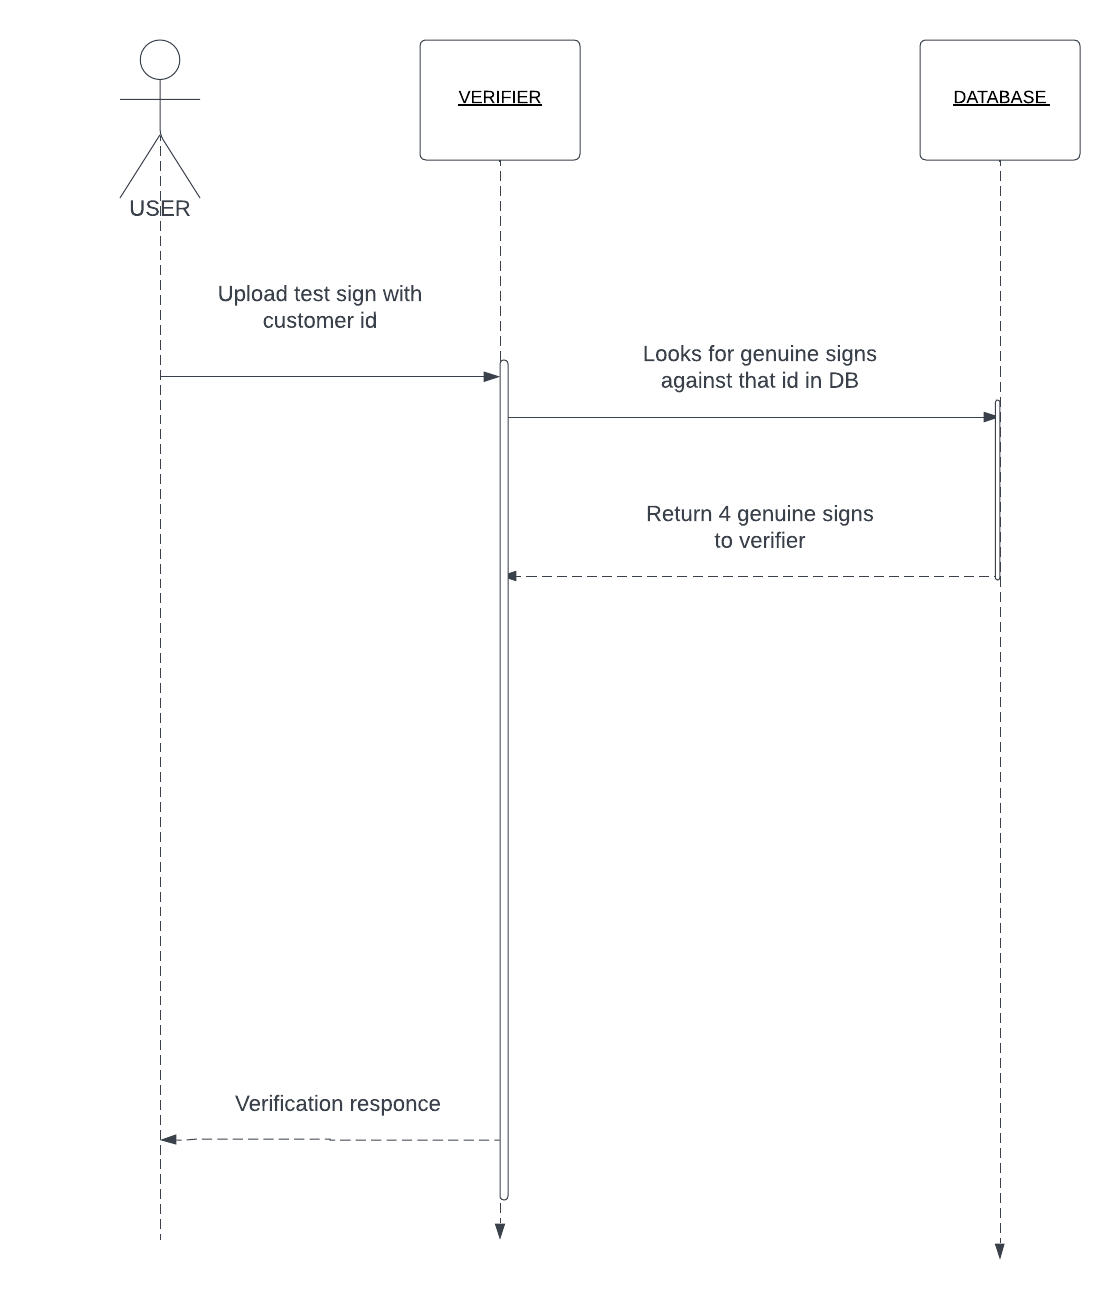 VERIFIER
DATABASE
USER
Upload test sign with
customer id
Looks for genuine signs
against that id in DB
Return 4 genuine signs
to verifier
Verification responce